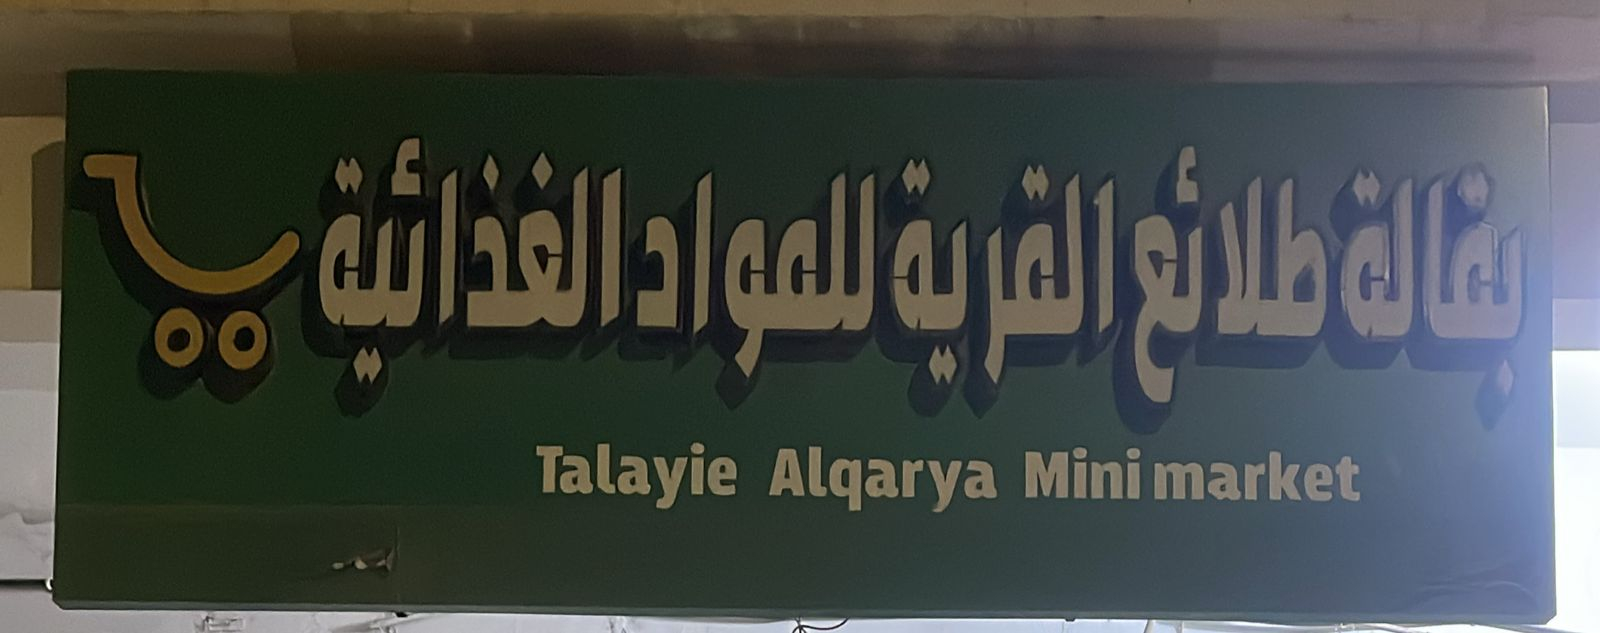 بقالة طلائع القرية للمواد الغذائية
Talayie Alqarya Mini market